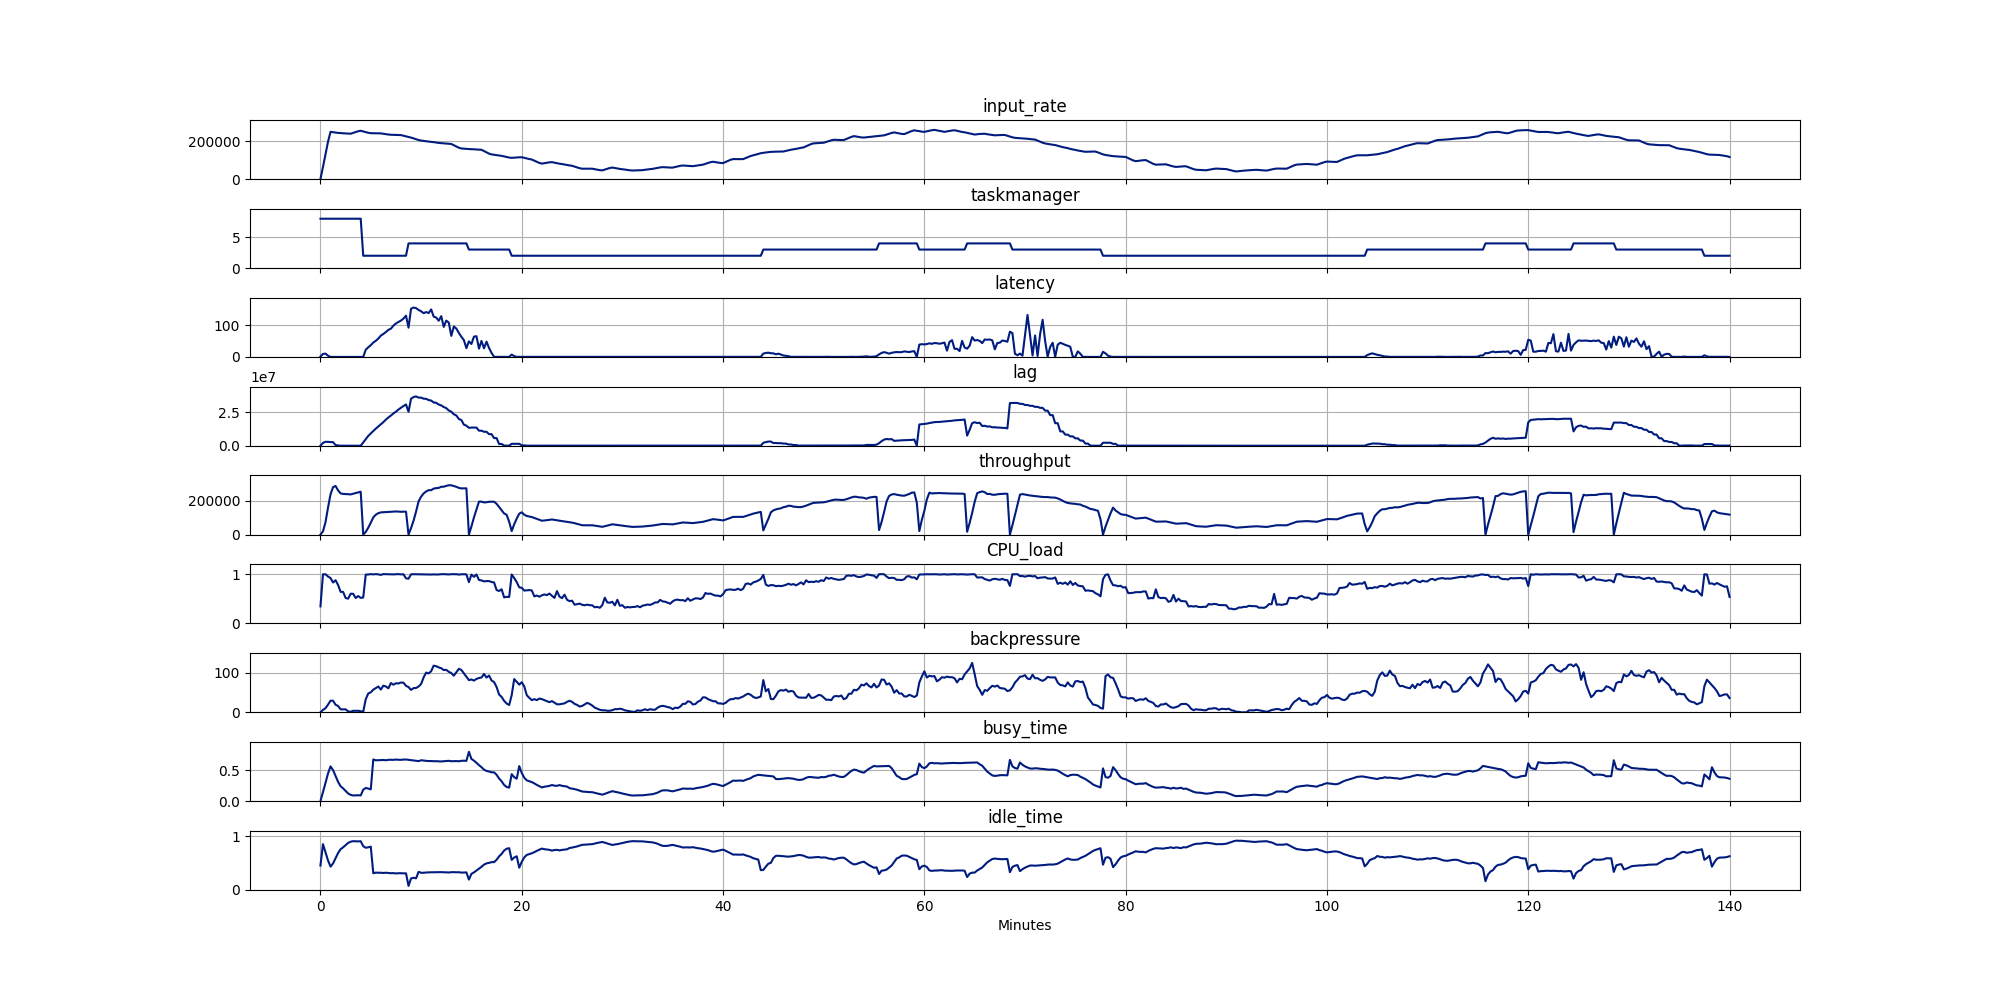 input_rate
200000
0
taskmanager
5
0
latency
100
0
1e7
lag
2.5
0.0
throughput
200000
0
CPU_load
1
0
backpressure
100
0
busy_time
0.5
0.0
idle_time
1
0
0 20 40 60 80 100 120 140
Minutes